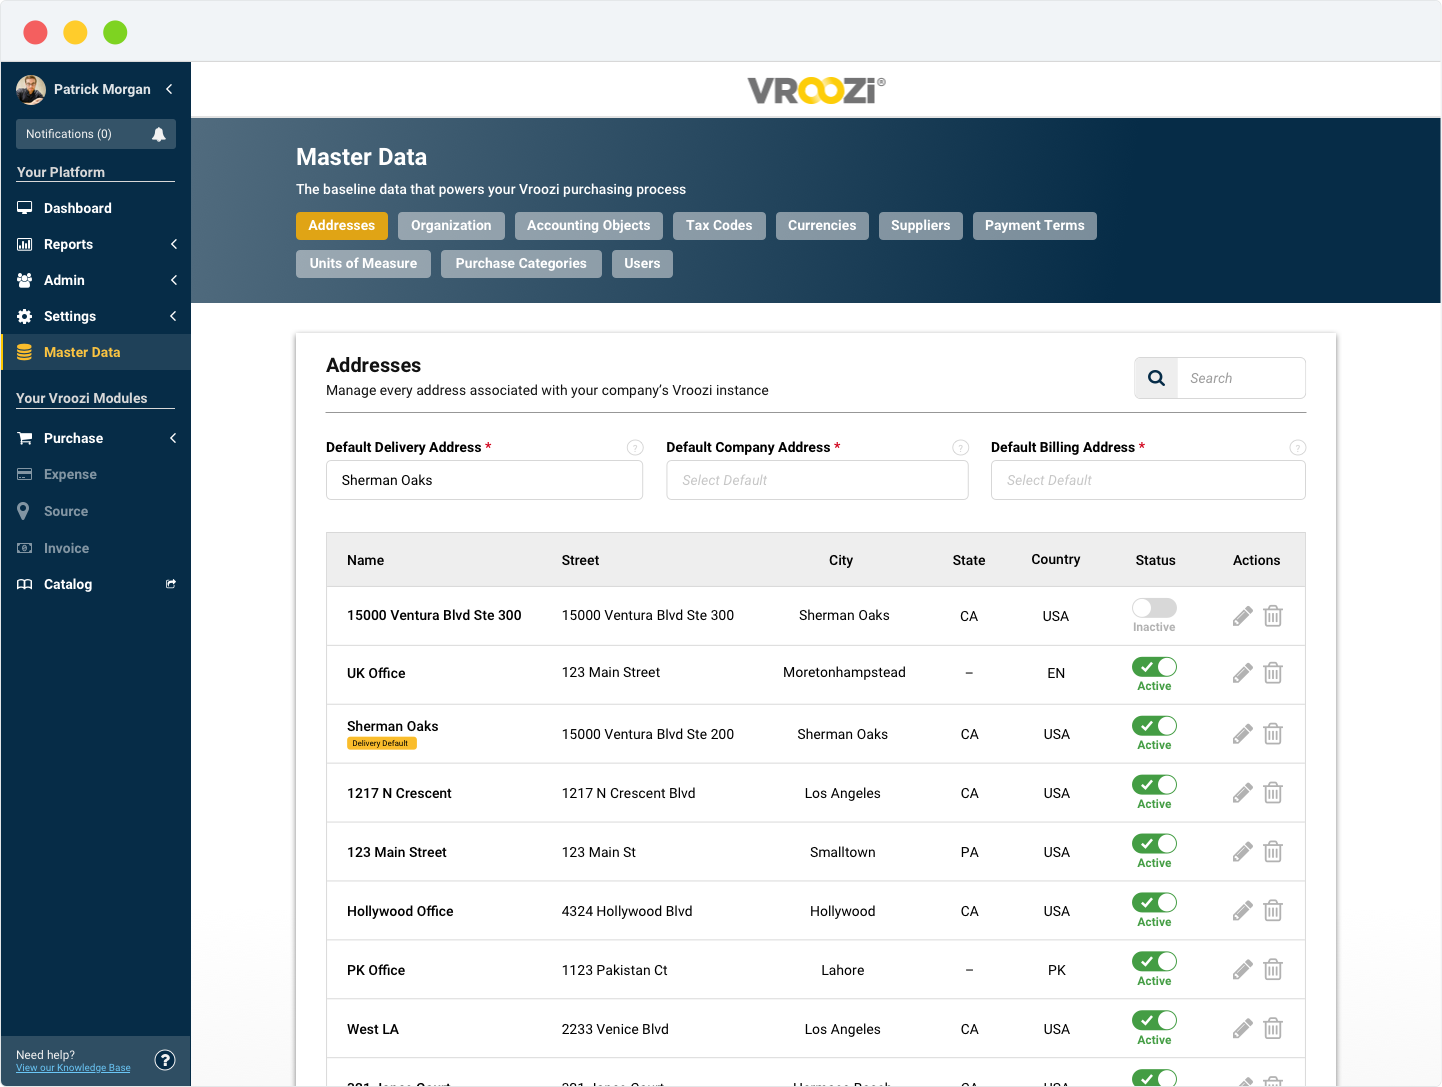 VROOZI®
Patrick Morgan
Notifications (0)
Your Platform
Dashboard
Reports
Admin
Settings
Master Data
Your Vroozi Modules
Purchase
Expense
Source
Invoice
Catalog
Need help?
View our Knowledge Base
?
Master Data
The baseline data that powers your Vroozi purchasing process
Addresses Organization Accounting Objects Tax Codes Currencies Suppliers Payment Terms
Units of Measure Purchase Categories Users
Addresses
Manage every address associated with your company’s Vroozi instance
Search
Default Delivery Address * ? Default Company Address * ? Default Billing Address * ?
Sherman Oaks Select Default Select Default
Name Street City State Country Status Actions
15000 Ventura Blvd Ste 300 15000 Ventura Blvd Ste 300 Sherman Oaks CA USA Inactive
UK Office 123 Main Street Moretonhampstead – EN Active
Sherman Oaks 15000 Ventura Blvd Ste 200 Sherman Oaks CA USA Active
Delivery Default
1217 N Crescent 1217 N Crescent Blvd Los Angeles CA USA Active
123 Main Street 123 Main St Smalltown PA USA Active
Hollywood Office 4324 Hollywood Blvd Hollywood CA USA Active
PK Office 1123 Pakistan Ct Lahore – PK Active
West LA 2233 Venice Blvd Los Angeles CA USA Active